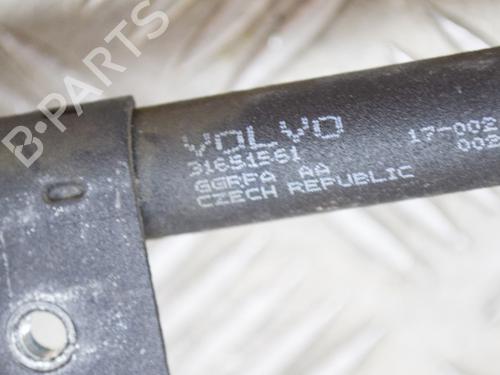 B-PARTS
VOLVO
31651561
GGRFA AA
CZECH REPUBLIC
17-002
002